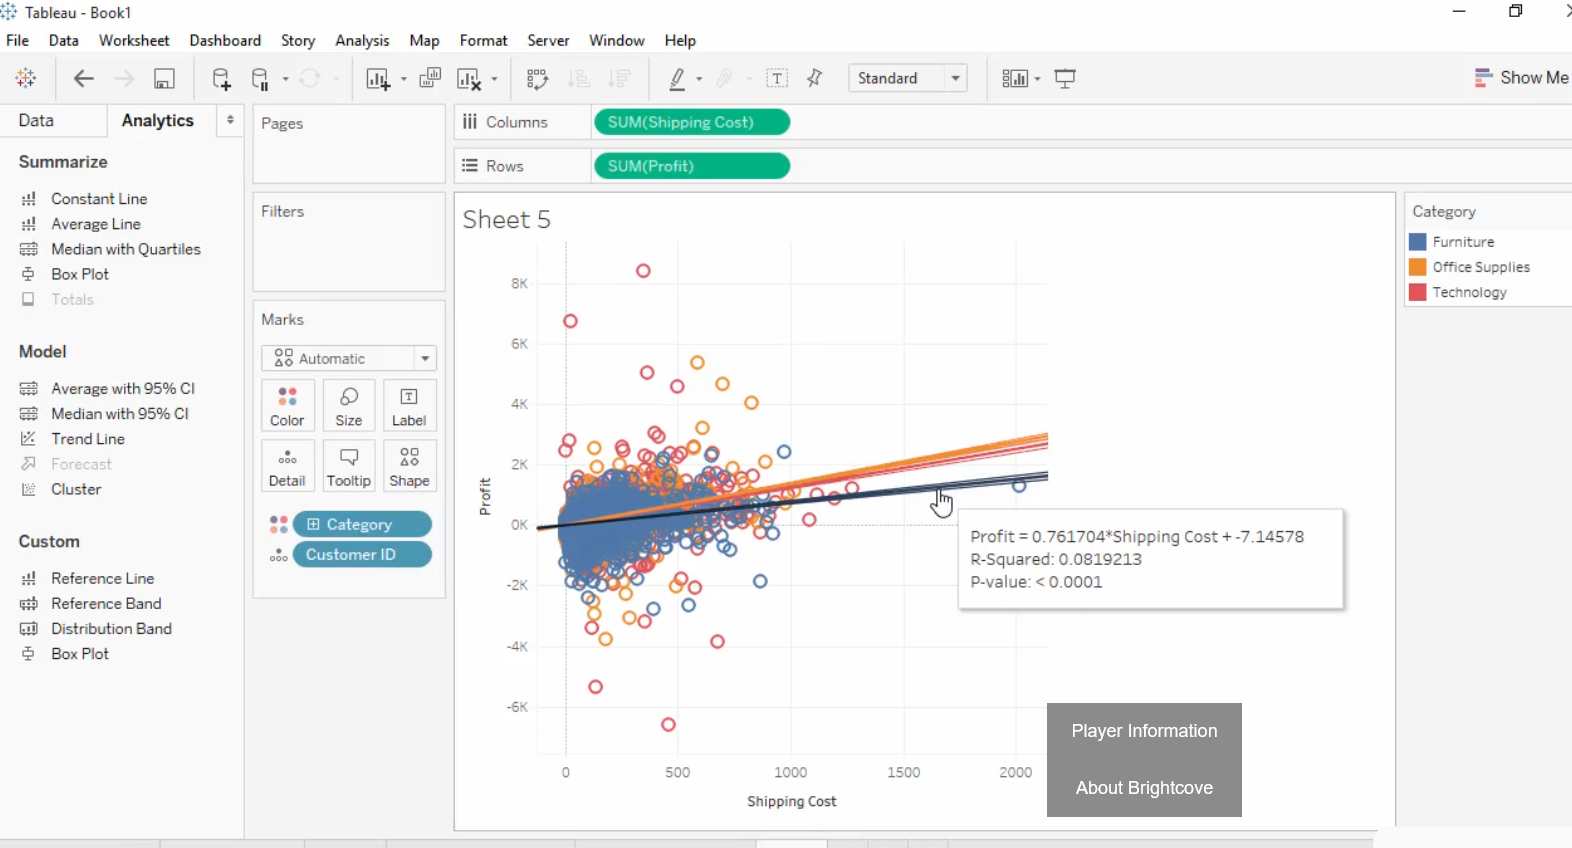 Tableau - Book1
File Data Worksheet Dashboard Story Analysis Map Format Server Window Help
Standard
Show Me
Data
Analytics
Summarize
Constant Line
Average Line
Median with Quartiles
Box Plot
Totals
Model
Average with 95% CI
Median with 95% CI
Trend Line
Forecast
Cluster
Custom
Reference Line
Reference Band
Distribution Band
Box Plot
Pages
Filters
Marks
Automatic
Color Size Label
Detail Tooltip Shape
Category
Customer ID
Columns SUM(Shipping Cost)
Rows SUM(Profit)
Sheet 5
8K
6K
4K
2K
0K
-2K
-4K
-6K
Profit
0 500 1000 1500 2000
Shipping Cost
Profit = 0.761704*Shipping Cost + -7.14578
R-Squared: 0.0819213
P-value: < 0.0001
Player Information
About Brightcove
Category
Furniture
Office Supplies
Technology